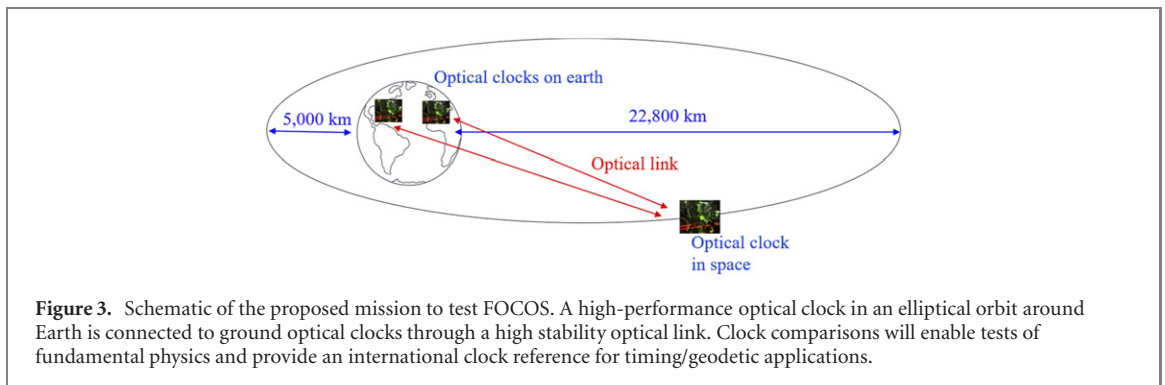 Optical clocks on earth
5,000 km
22,800 km
Optical link
Optical clock
in space
Figure 3. Schematic of the proposed mission to test FOCOS. A high-performance optical clock in an elliptical orbit around
Earth is connected to ground optical clocks through a high stability optical link. Clock comparisons will enable tests of
fundamental physics and provide an international clock reference for timing/geodetic applications.